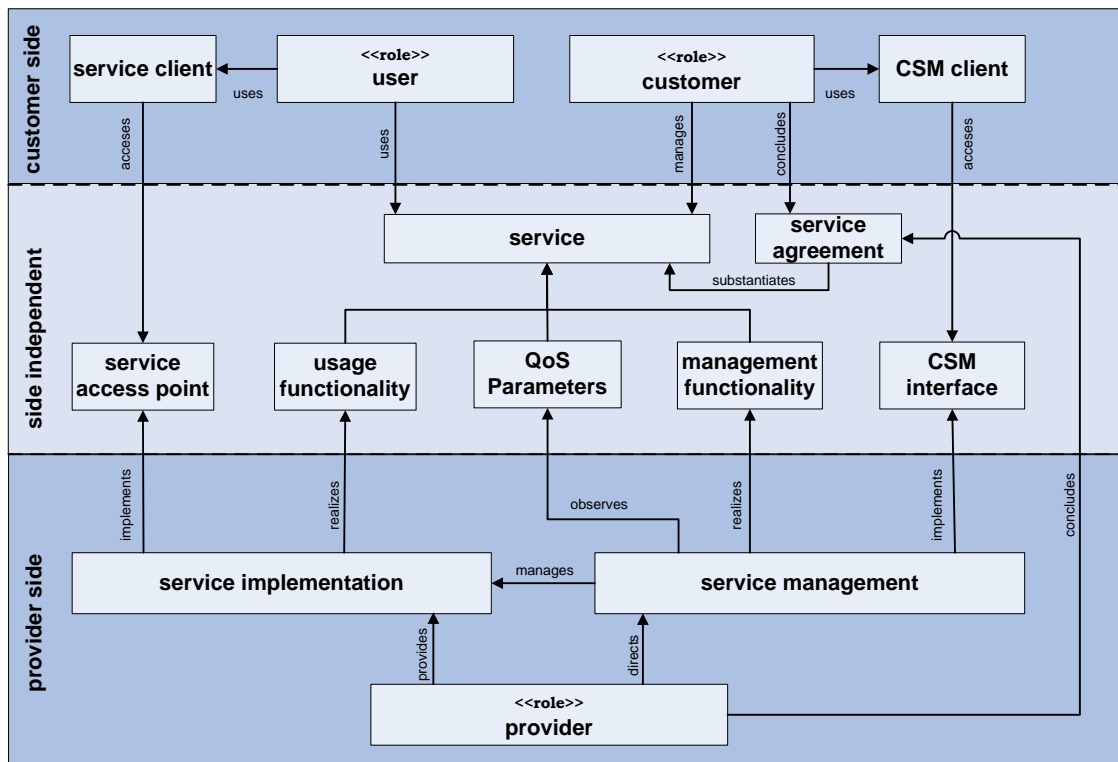 customer side
<<role>>
user
<<role>>
customer
service client
CSM client
uses
uses
acceses
uses
manages
concludes
acceses
side independent
service
service
agreement
substantiates
service
access point
usage
functionality
QoS
Parameters
management
functionality
CSM
interface
provider side
implements
realizes
observes
realizes
implements
concludes
service implementation
manages
service management
provides
directs
<<role>>
provider